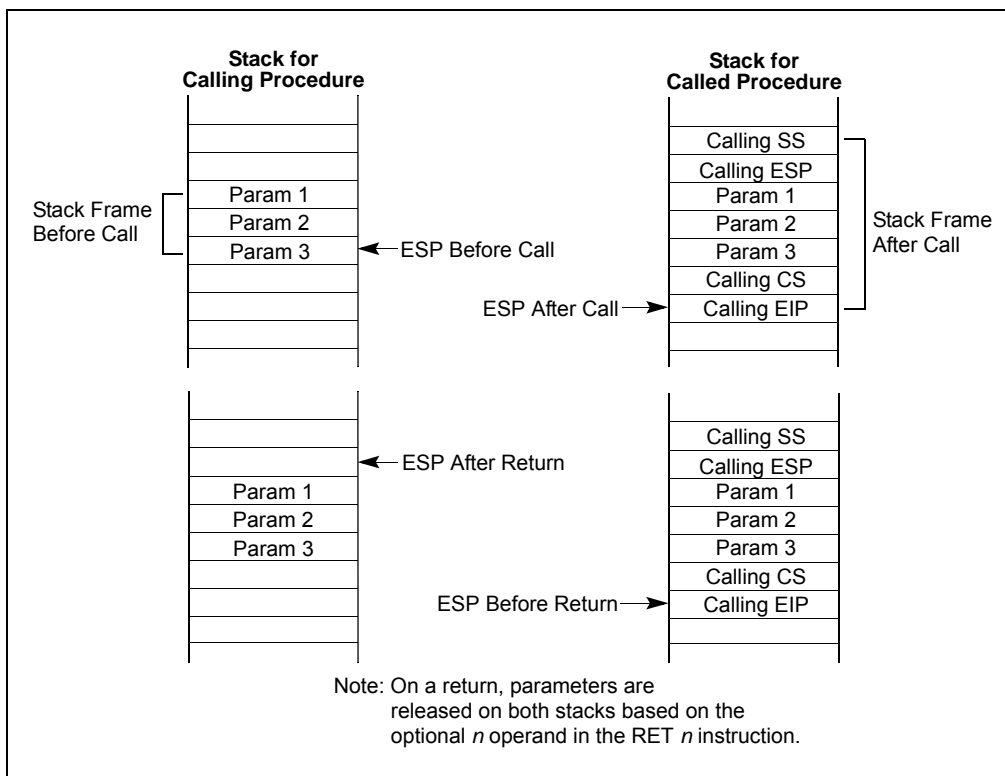 Stack for
Calling Procedure
Stack for
Called Procedure
Stack Frame
Before Call
Param 1
Param 2
Param 3
ESP Before Call
ESP After Call
Calling SS
Calling ESP
Param 1
Param 2
Param 3
Calling CS
Calling EIP
Stack Frame
After Call
ESP After Return
Param 1
Param 2
Param 3
ESP Before Return
Calling SS
Calling ESP
Param 1
Param 2
Param 3
Calling CS
Calling EIP
Note: On a return, parameters are
released on both stacks based on the
optional n operand in the RET n instruction.